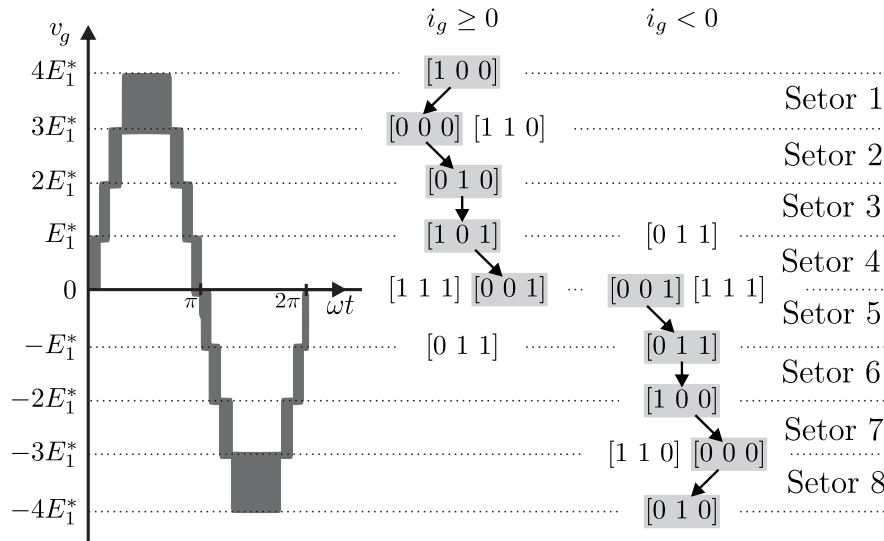 v_g i_g ≥ 0 i_g < 0
4E_1^* [1 0 0]
Setor 1
3E_1^* [0 0 0] [1 1 0]
Setor 2
2E_1^* [0 1 0]
Setor 3
E_1^* [1 0 1] [0 1 1]
Setor 4
0 π 2π ωt [1 1 1] [0 0 1] [0 0 1] [1 1 1]
Setor 5
−E_1^* [0 1 1] [0 1 1]
Setor 6
−2E_1^* [1 0 0]
Setor 7
−3E_1^* [1 1 0] [0 0 0]
Setor 8
−4E_1^* [0 1 0]